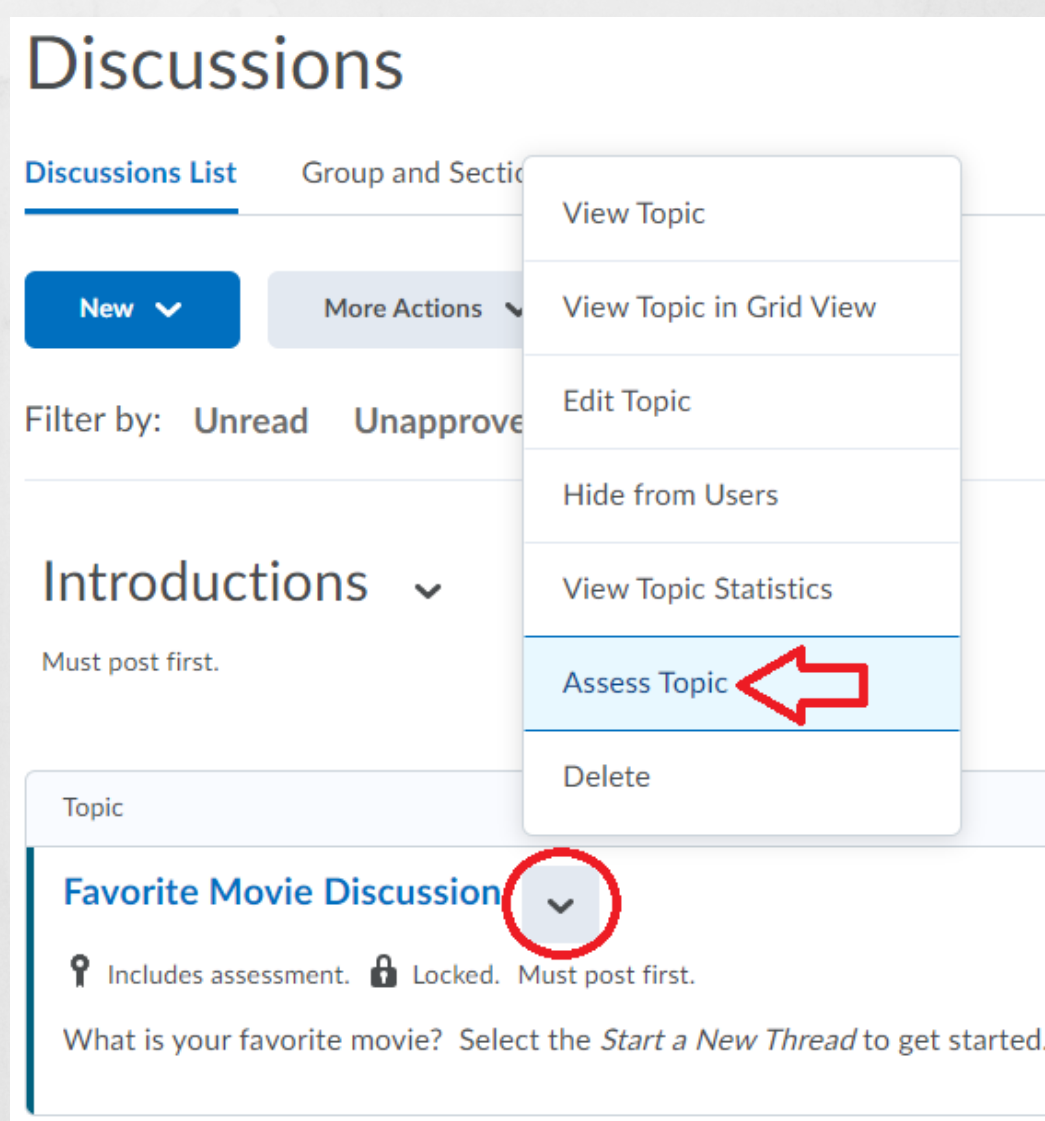 Discussions
Discussions List Group and Sectio
New More Actions
Filter by: Unread Unapprove
View Topic
View Topic in Grid View
Edit Topic
Hide from Users
View Topic Statistics
Assess Topic
Delete
Introductions
Must post first.
Topic
Favorite Movie Discussion
Includes assessment. Locked. Must post first.
What is your favorite movie? Select the Start a New Thread to get started.